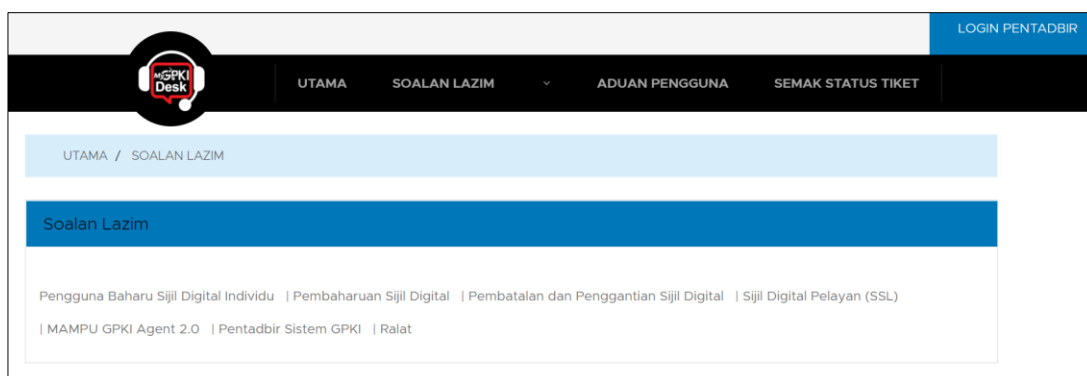 LOGIN PENTADBIR
MyGPKI
Desk
UTAMA SOALAN LAZIM ADUAN PENGGUNA SEMAK STATUS TIKET
UTAMA / SOALAN LAZIM
Soalan Lazim
Pengguna Baharu Sijil Digital Individu | Pembaharuan Sijil Digital | Pembatalan dan Penggantian Sijil Digital | Sijil Digital Pelayan (SSL)
| MAMPU GPKI Agent 2.0 | Pentadbir Sistem GPKI | Ralat